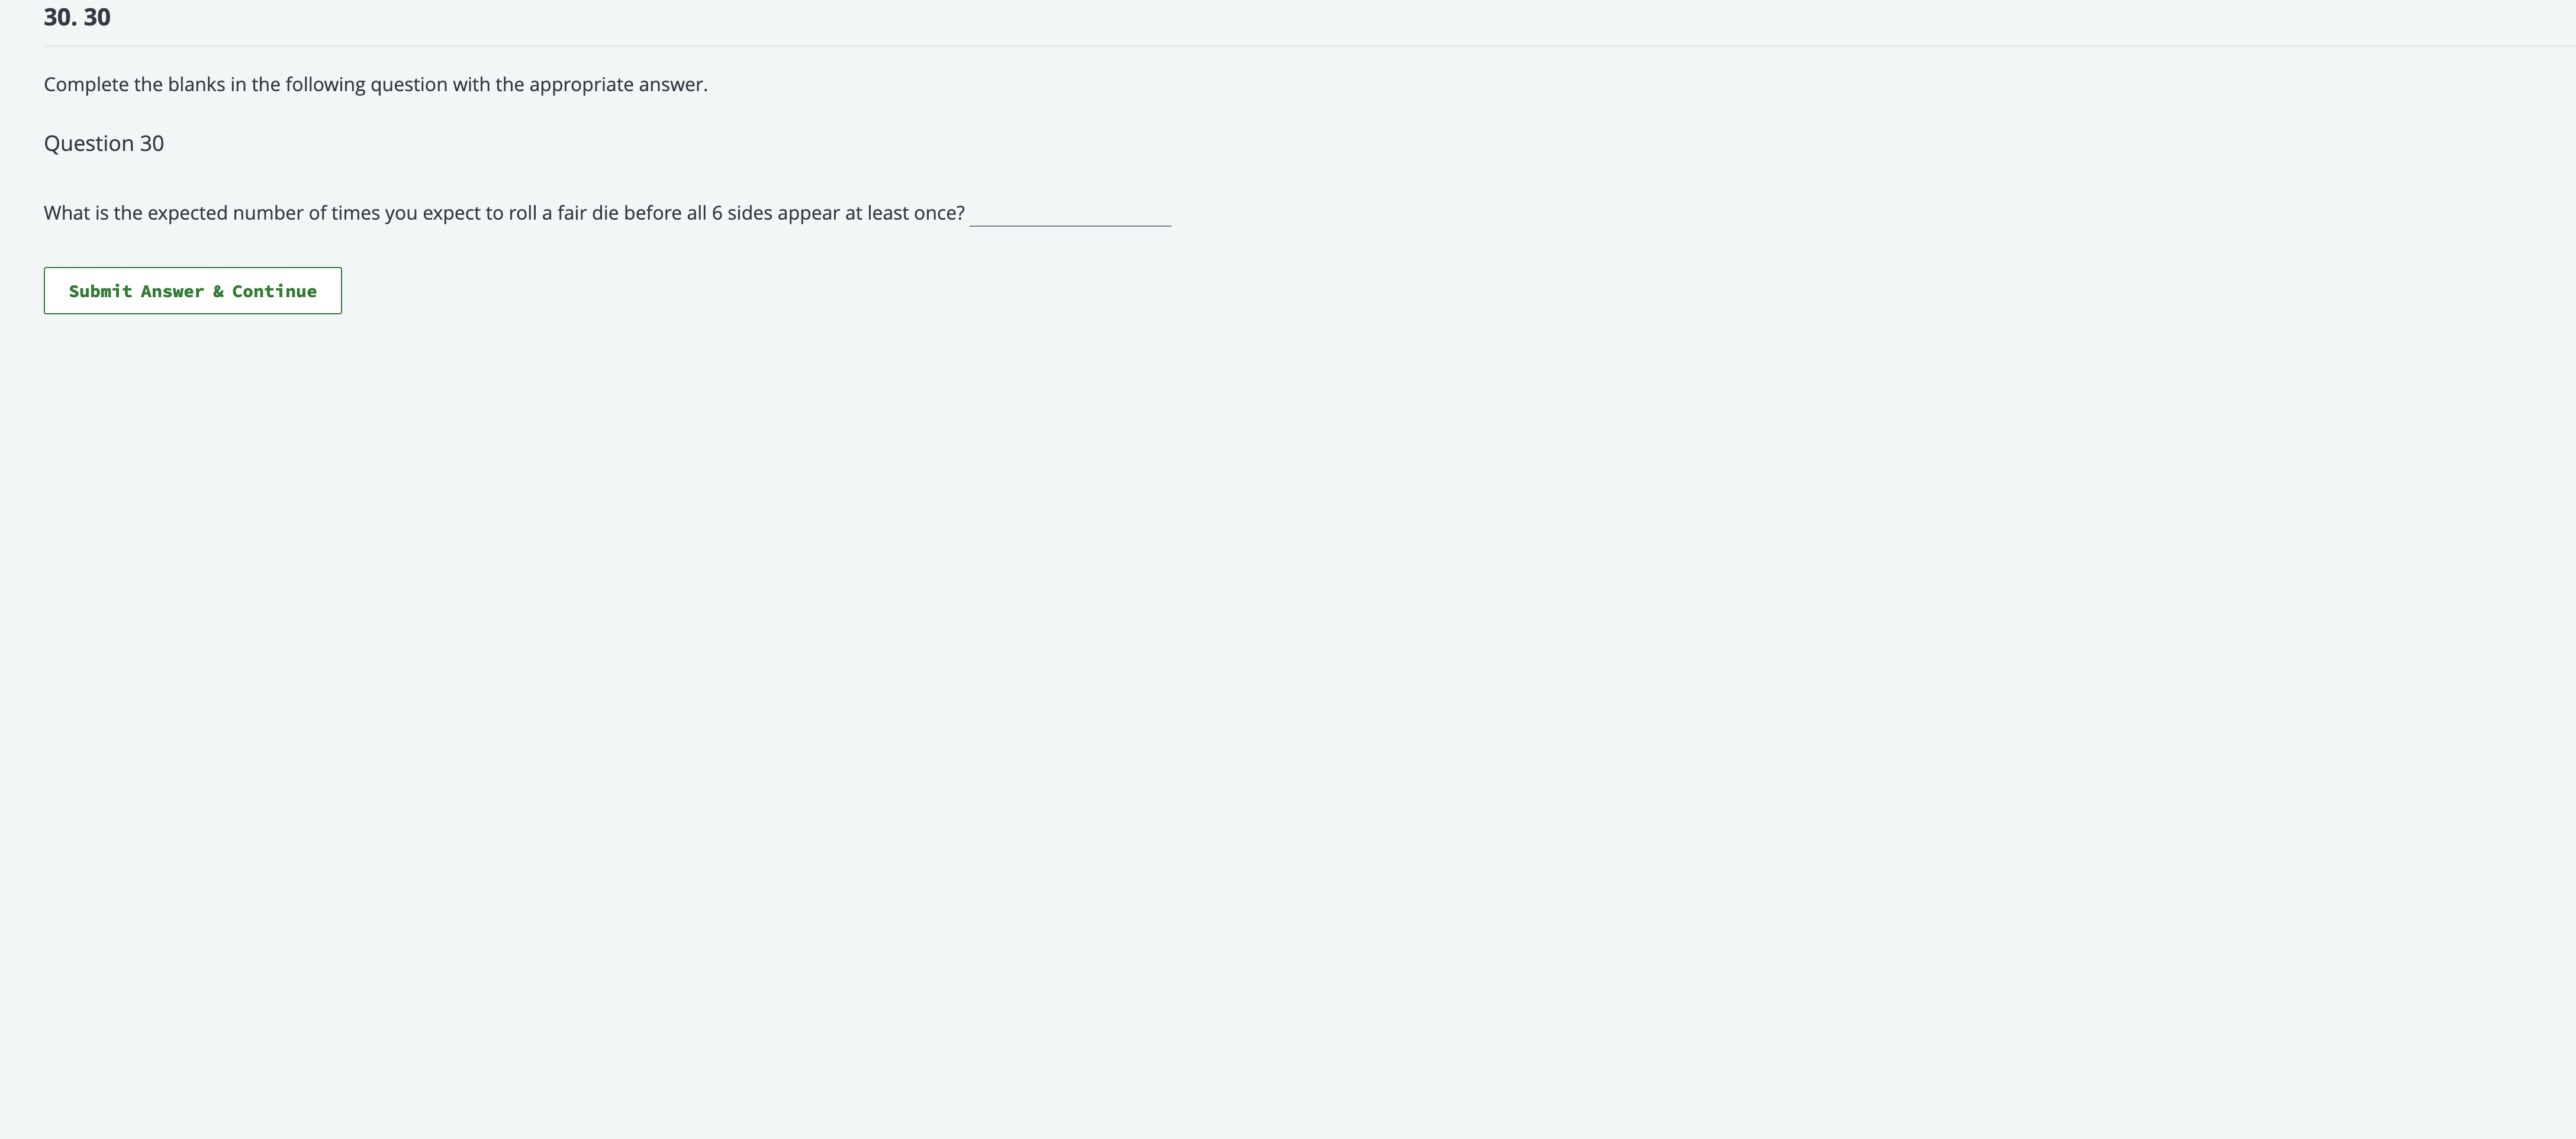 30. 30
Complete the blanks in the following question with the appropriate answer.
Question 30
What is the expected number of times you expect to roll a fair die before all 6 sides appear at least once?
Submit Answer & Continue